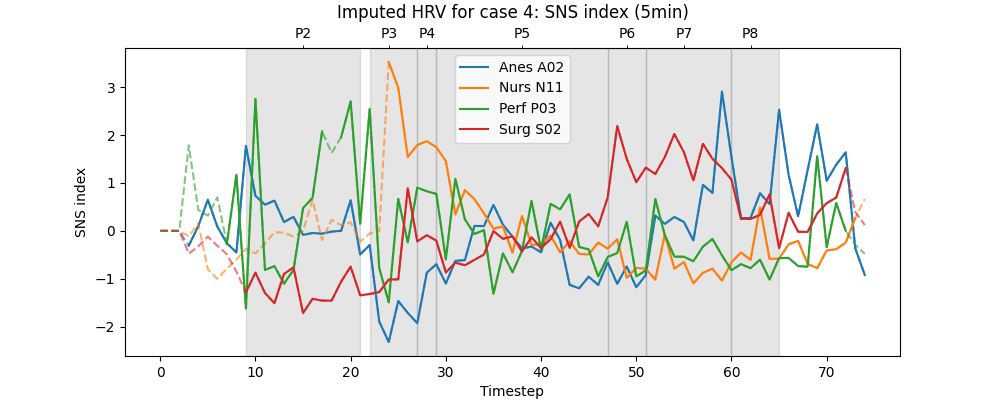 Imputed HRV for case 4: SNS index (5min)
P2 P3 P4 P5 P6 P7 P8
Anes A02
Nurs N11
Perf P03
Surg S02
SNS index
3
2
1
0
−1
−2
0 10 20 30 40 50 60 70
Timestep